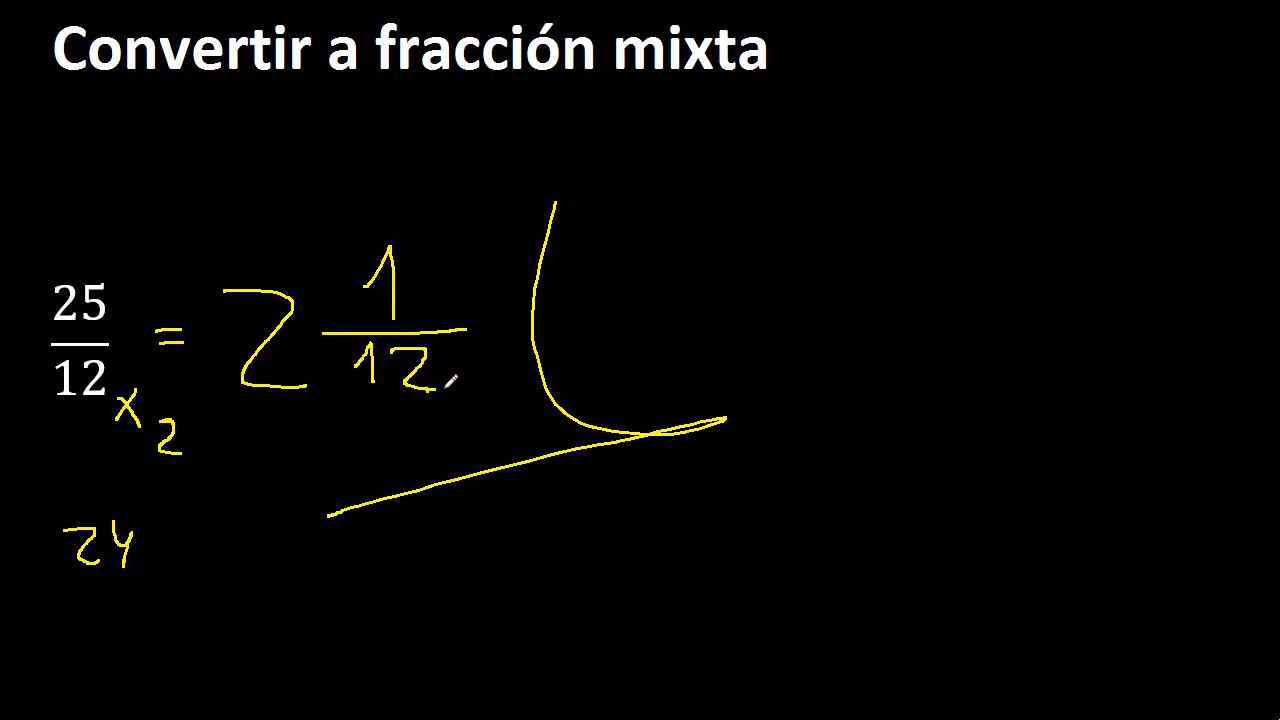 Convertir a fracción mixta
25/12 = 2 1/12
x 2
24